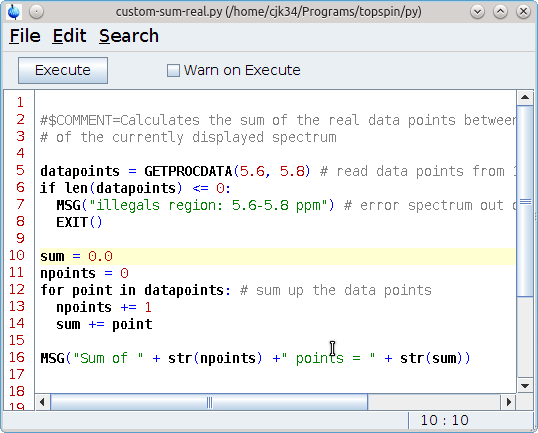 custom-sum-real.py (/home/cjk34/Programs/topspin/py)
File Edit Search
Execute Warn on Execute
1
2 #$COMMENT=Calculates the sum of the real data points between
3 # of the currently displayed spectrum
4
5 datapoints = GETPROCDATA(5.6, 5.8) # read data points from
6 if len(datapoints) <= 0:
7 MSG("illegals region: 5.6-5.8 ppm") # error spectrum out
8 EXIT()
9
10 sum = 0.0
11 npoints = 0
12 for point in datapoints: # sum up the data points
13 npoints += 1
14 sum += point
15
16 MSG("Sum of " + str(npoints) +" points = " + str(sum))
17
18
19
10 : 10